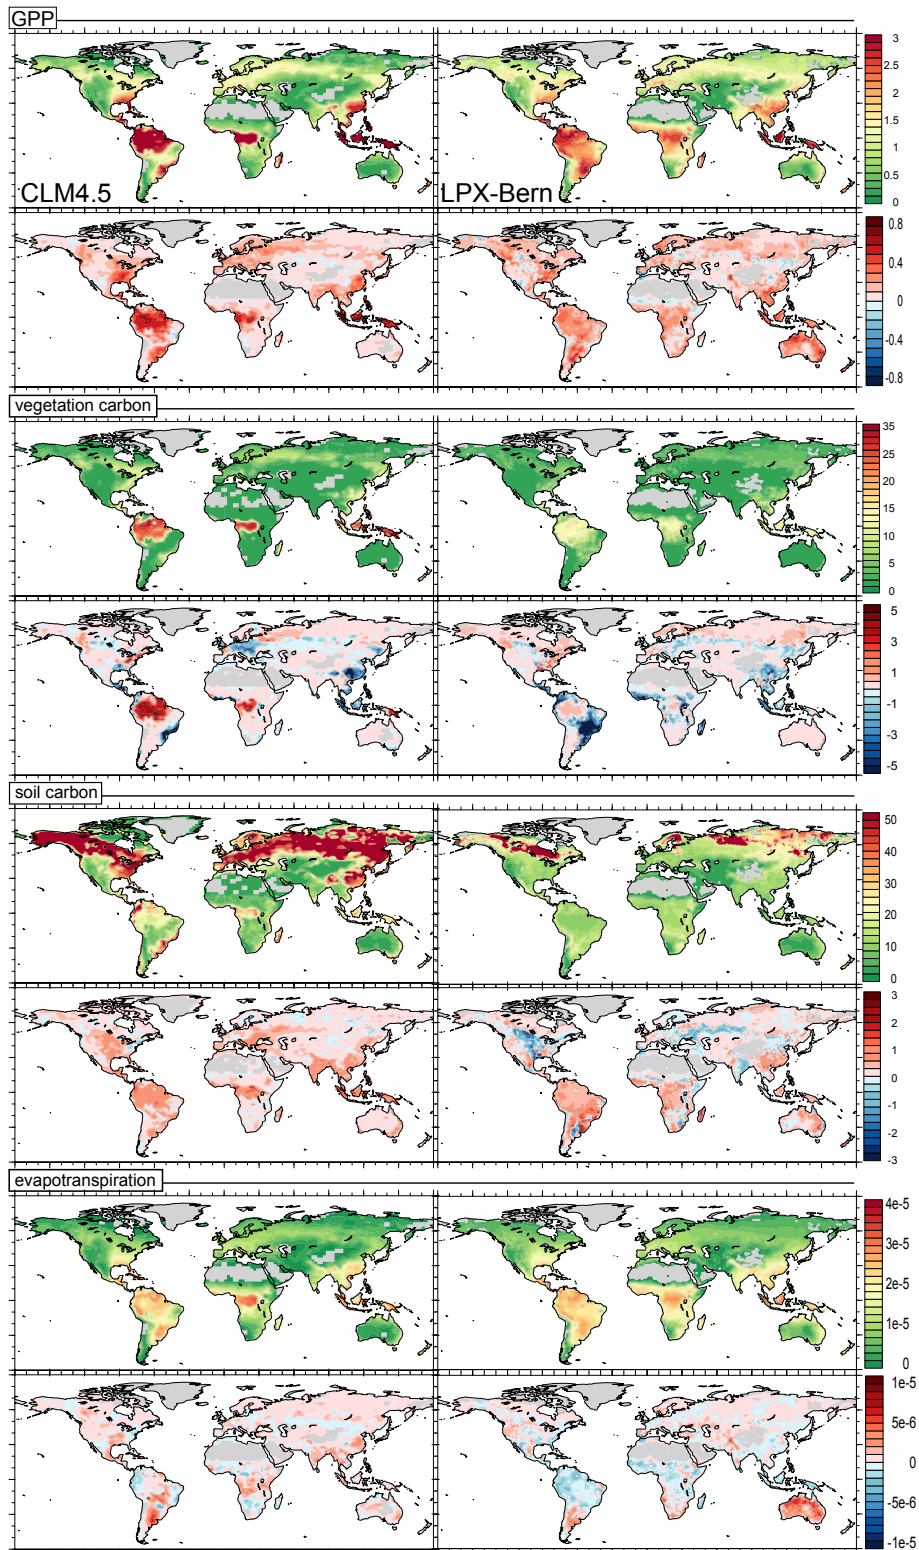 GPP
CLM4.5
LPX-Bern
3
2.5
2
1.5
1
0.5
0
0.8
0.4
0
-0.4
-0.8
vegetation carbon
35
30
25
20
15
10
5
0
5
3
1
-1
-3
-5
soil carbon
50
40
30
20
10
0
3
2
1
0
-1
-2
-3
evapotranspiration
4e-5
3e-5
2e-5
1e-5
0
1e-5
5e-6
0
-5e-6
-1e-5